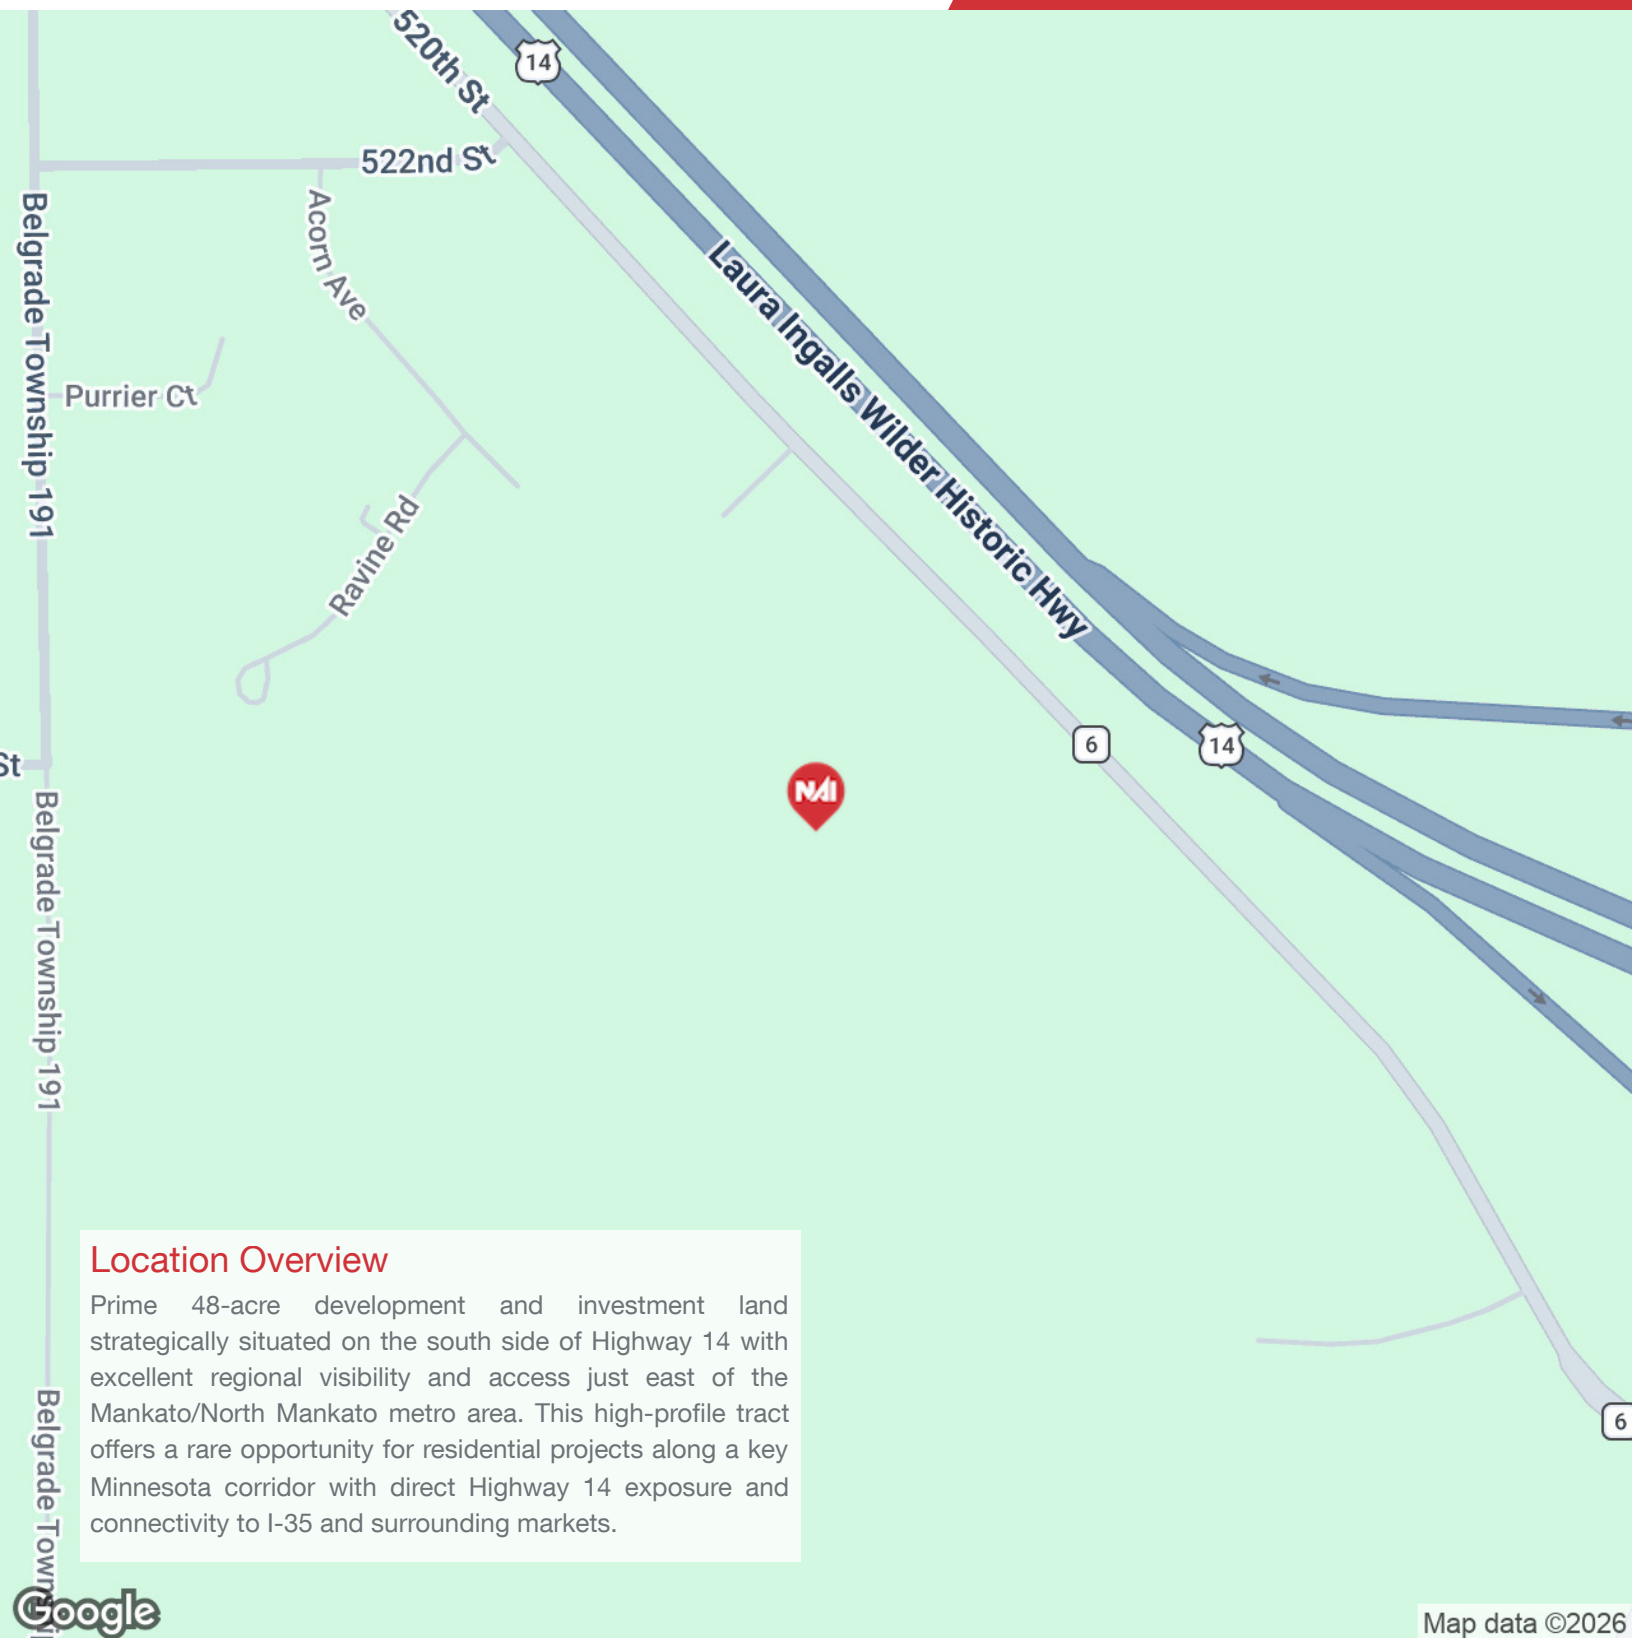 520th St
14
522nd St
Belgrade Township 191
Acorn Ave
Laura Ingalls Wilder Historic Hwy
Purrier Ct
Ravine Rd
6
14
St
NAI
Belgrade Township 191
Location Overview
Prime 48-acre development and investment land
strategically situated on the south side of Highway 14 with
excellent regional visibility and access just east of the
Mankato/North Mankato metro area. This high-profile tract
offers a rare opportunity for residential projects along a key
Minnesota corridor with direct Highway 14 exposure and
connectivity to I-35 and surrounding markets.
6
Belgrade Towns
Google
Map data ©2026